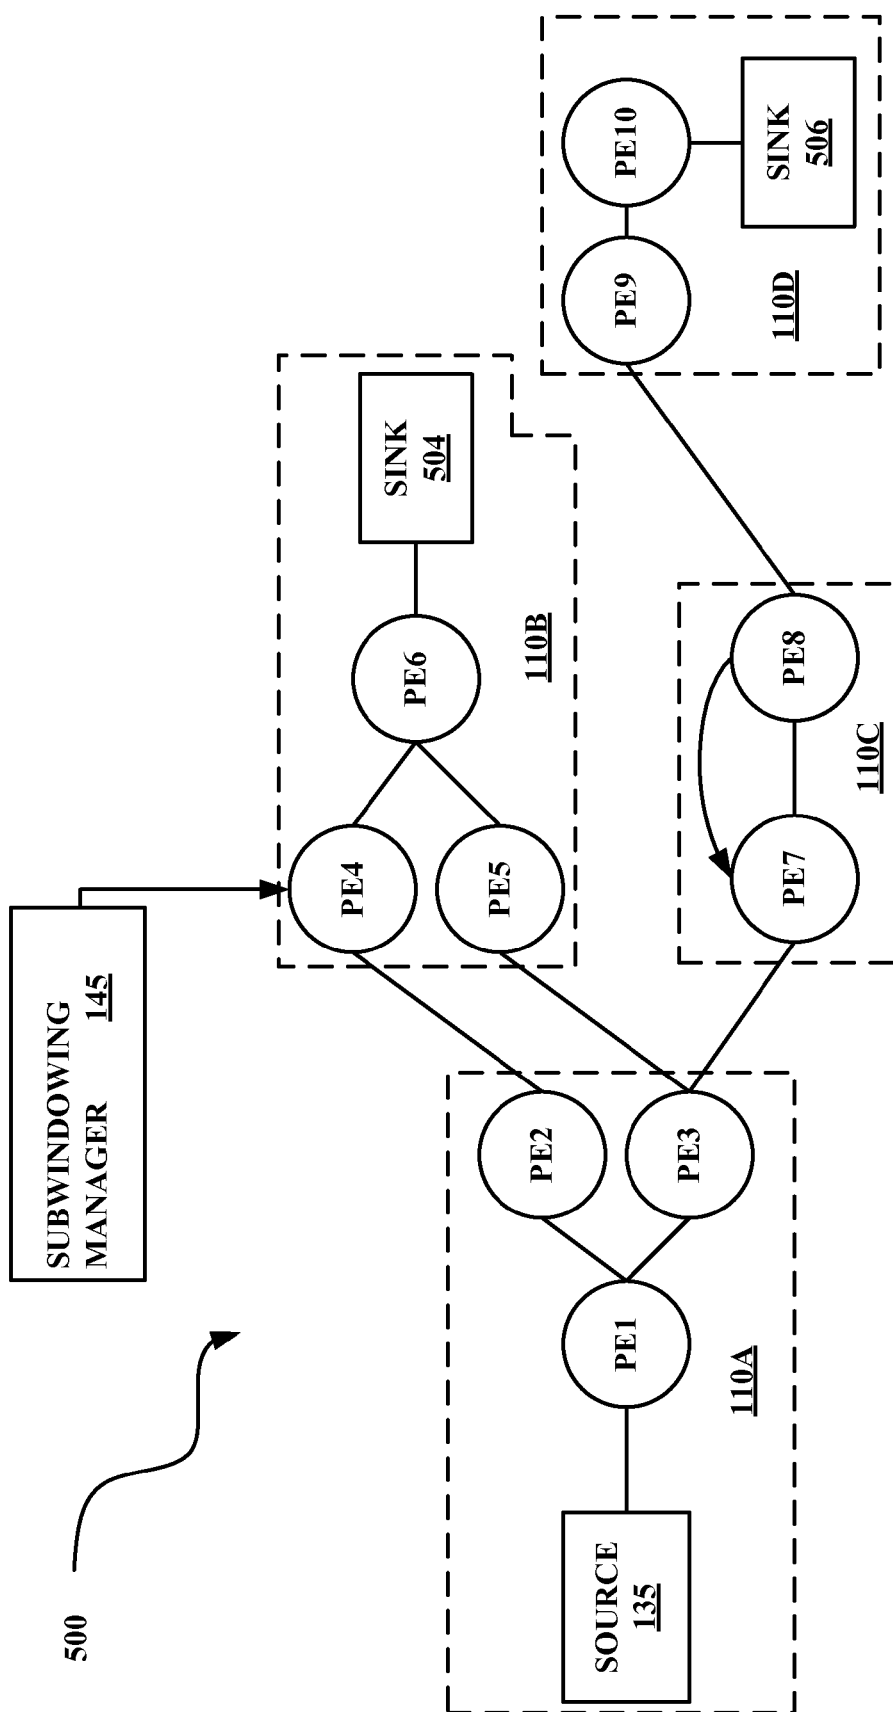 500
SUBWINDOWING
MANAGER 145
SOURCE
135
PE1
PE2
PE3
110A
PE4
PE5
PE6
SINK
504
110B
PE7
PE8
110C
PE9
PE10
SINK
506
110D